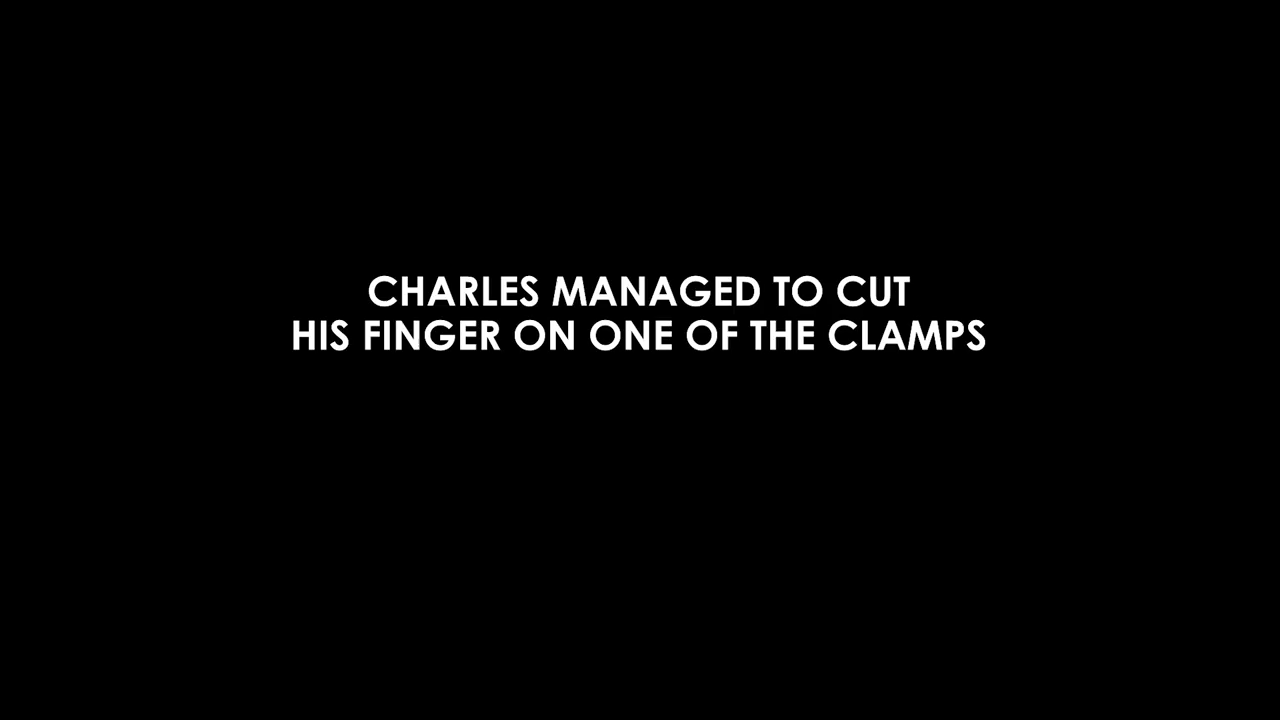 CHARLES MANAGED TO CUT
HIS FINGER ON ONE OF THE CLAMPS